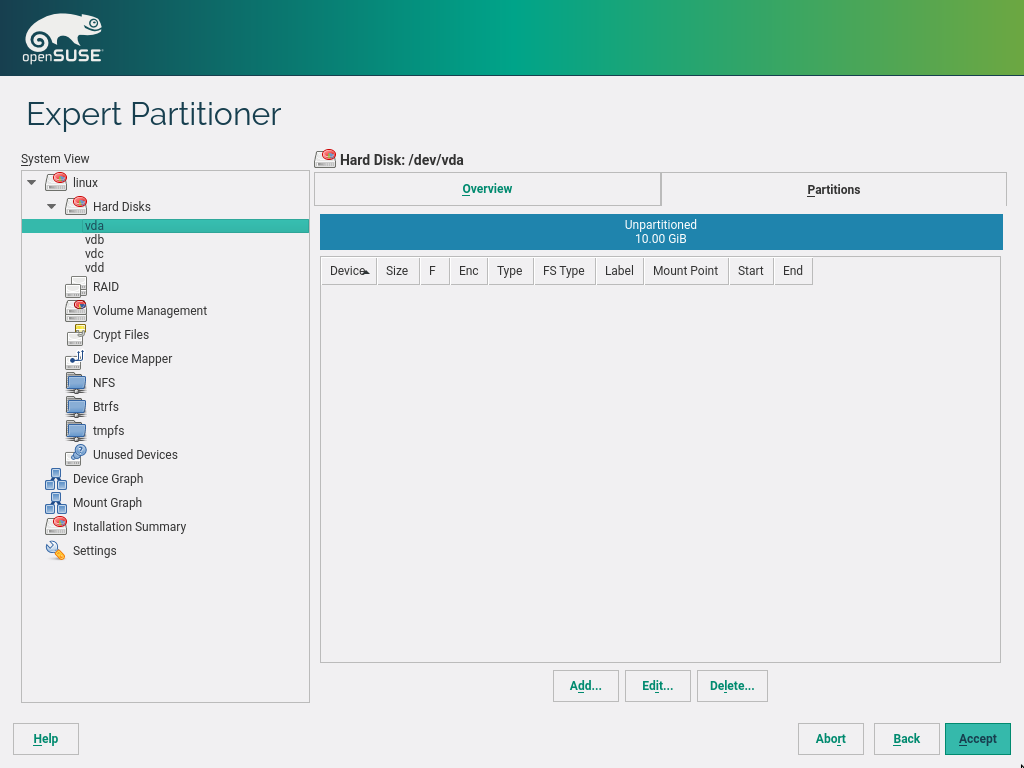 openSUSE
Expert Partitioner
System View
linux
Hard Disks
vda
vdb
vdc
vdd
RAID
Volume Management
Crypt Files
Device Mapper
NFS
Btrfs
tmpfs
Unused Devices
Device Graph
Mount Graph
Installation Summary
Settings
Hard Disk: /dev/vda
Overview Partitions
Unpartitioned
10.00 GiB
Device Size F Enc Type FS Type Label Mount Point Start End
Add... Edit... Delete...
Help Abort Back Accept